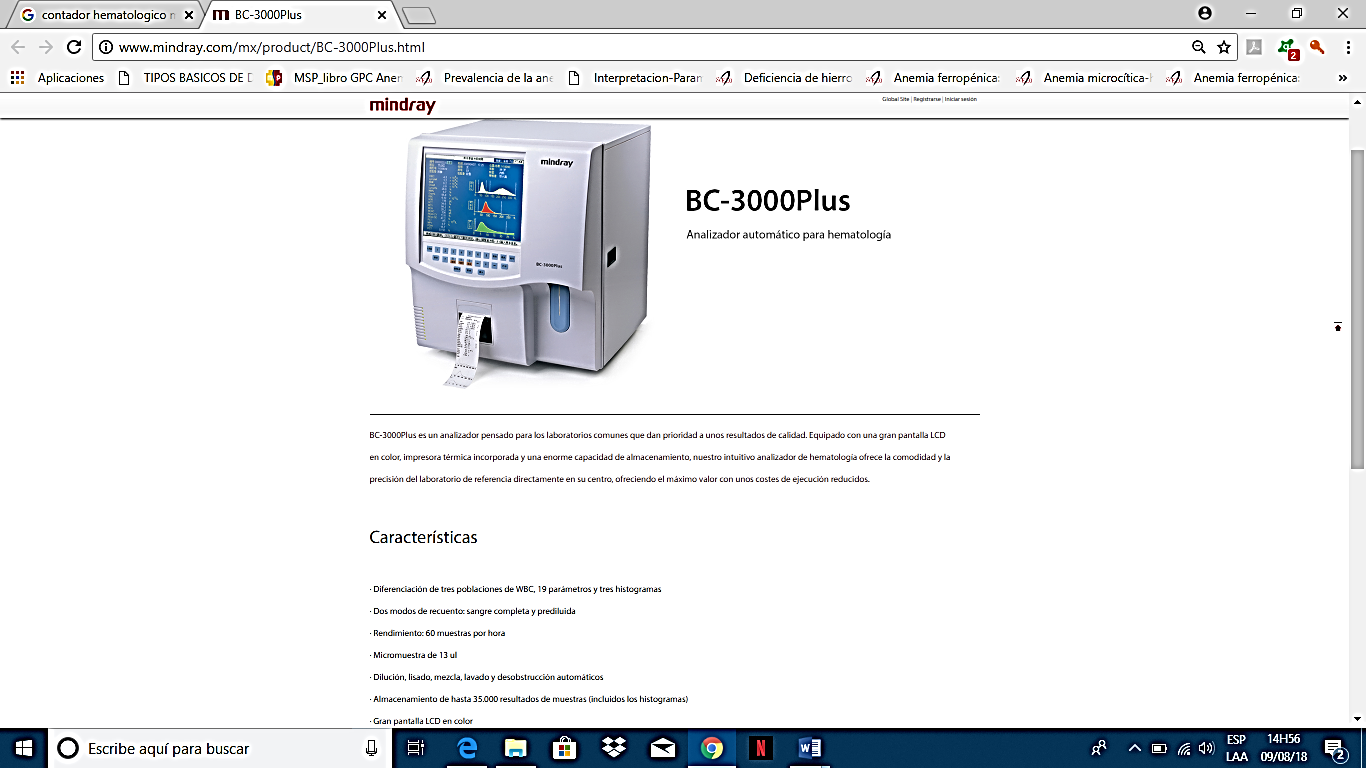 contador hematologico n
BC-3000Plus
www.mindray.com/mx/product/BC-3000Plus.html
Aplicaciones
TIPOS BASICOS DE D
MSP_libro GPC Anem
Prevalencia de la ane
Interpretacion-Param
Deficiencia de hierro
Anemia ferropénica:
Anemia microcítica-h
Anemia ferropénica:
2
mindray
Global Site | Registrarse | Iniciar sesión
mindray
BC-3000Plus
BC-3000Plus
Analizador automático para hematología
BC-3000Plus es un analizador pensado para los laboratorios comunes que dan prioridad a unos resultados de calidad. Equipado con una gran pantalla LCD
en color, impresora térmica incorporada y una enorme capacidad de almacenamiento, nuestro intuitivo analizador de hematología ofrece la comodidad y la
precisión del laboratorio de referencia directamente en su centro, ofreciendo el máximo valor con unos costes de ejecución reducidos.
Características
· Diferenciación de tres poblaciones de WBC, 19 parámetros y tres histogramas
· Dos modos de recuento: sangre completa y prediluida
· Rendimiento: 60 muestras por hora
· Micromuestra de 13 ul
· Dilución, lisado, mezcla, lavado y desobstrucción automáticos
· Almacenamiento de hasta 35.000 resultados de muestras (incluidos los histogramas)
· Gran pantalla LCD en color
Escribe aquí para buscar
ESP
LAA
14H56
09/08/18
2